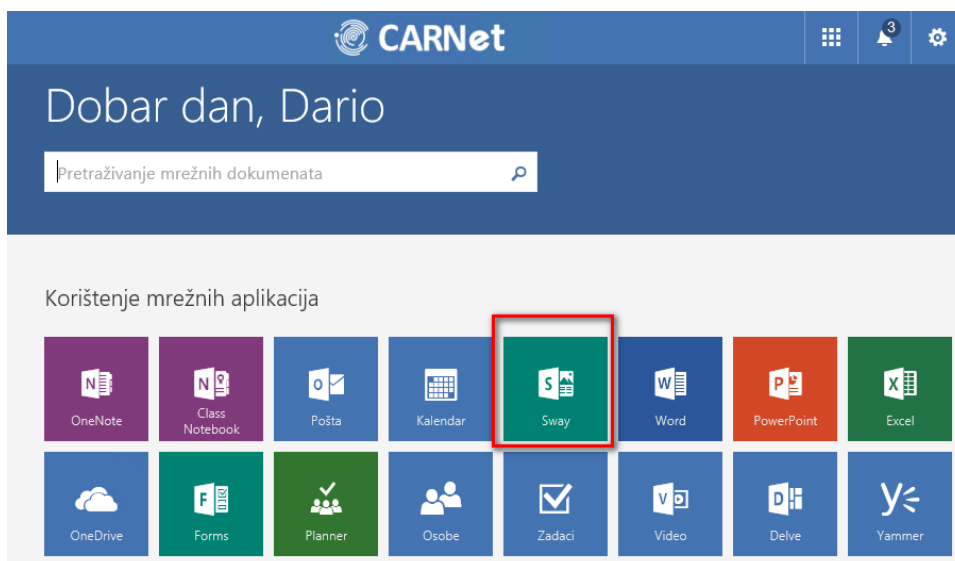 CARNet
3
Dobar dan, Dario
Pretraživanje mrežnih dokumenata
Korištenje mrežnih aplikacija
OneNote
Class
Notebook
Pošta
Kalendar
Sway
Word
PowerPoint
Excel
OneDrive
Forms
Planner
Osobe
Zadaci
Video
Delve
Yammer